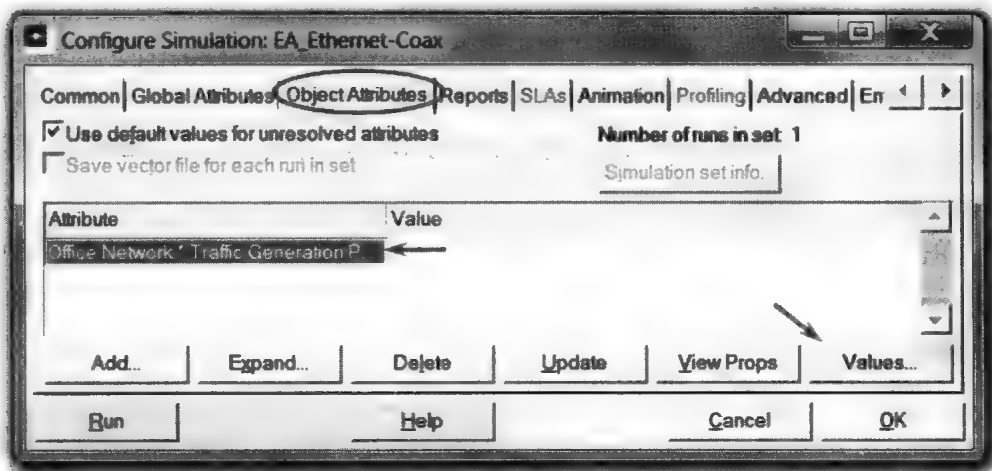 Configure Simulation: EA_Ethernet-Coax
Common Global Attributes Object Attributes Reports SLAs Animation Profiling Advanced En
Use default values for unresolved attributes Number of runs in set: 1
Save vector file for each run in set Simulation set info.
Attribute Value
Office Network.* Traffic Generation P...
Add... Expand... Delete Update View Props Values...
Run Help Cancel OK